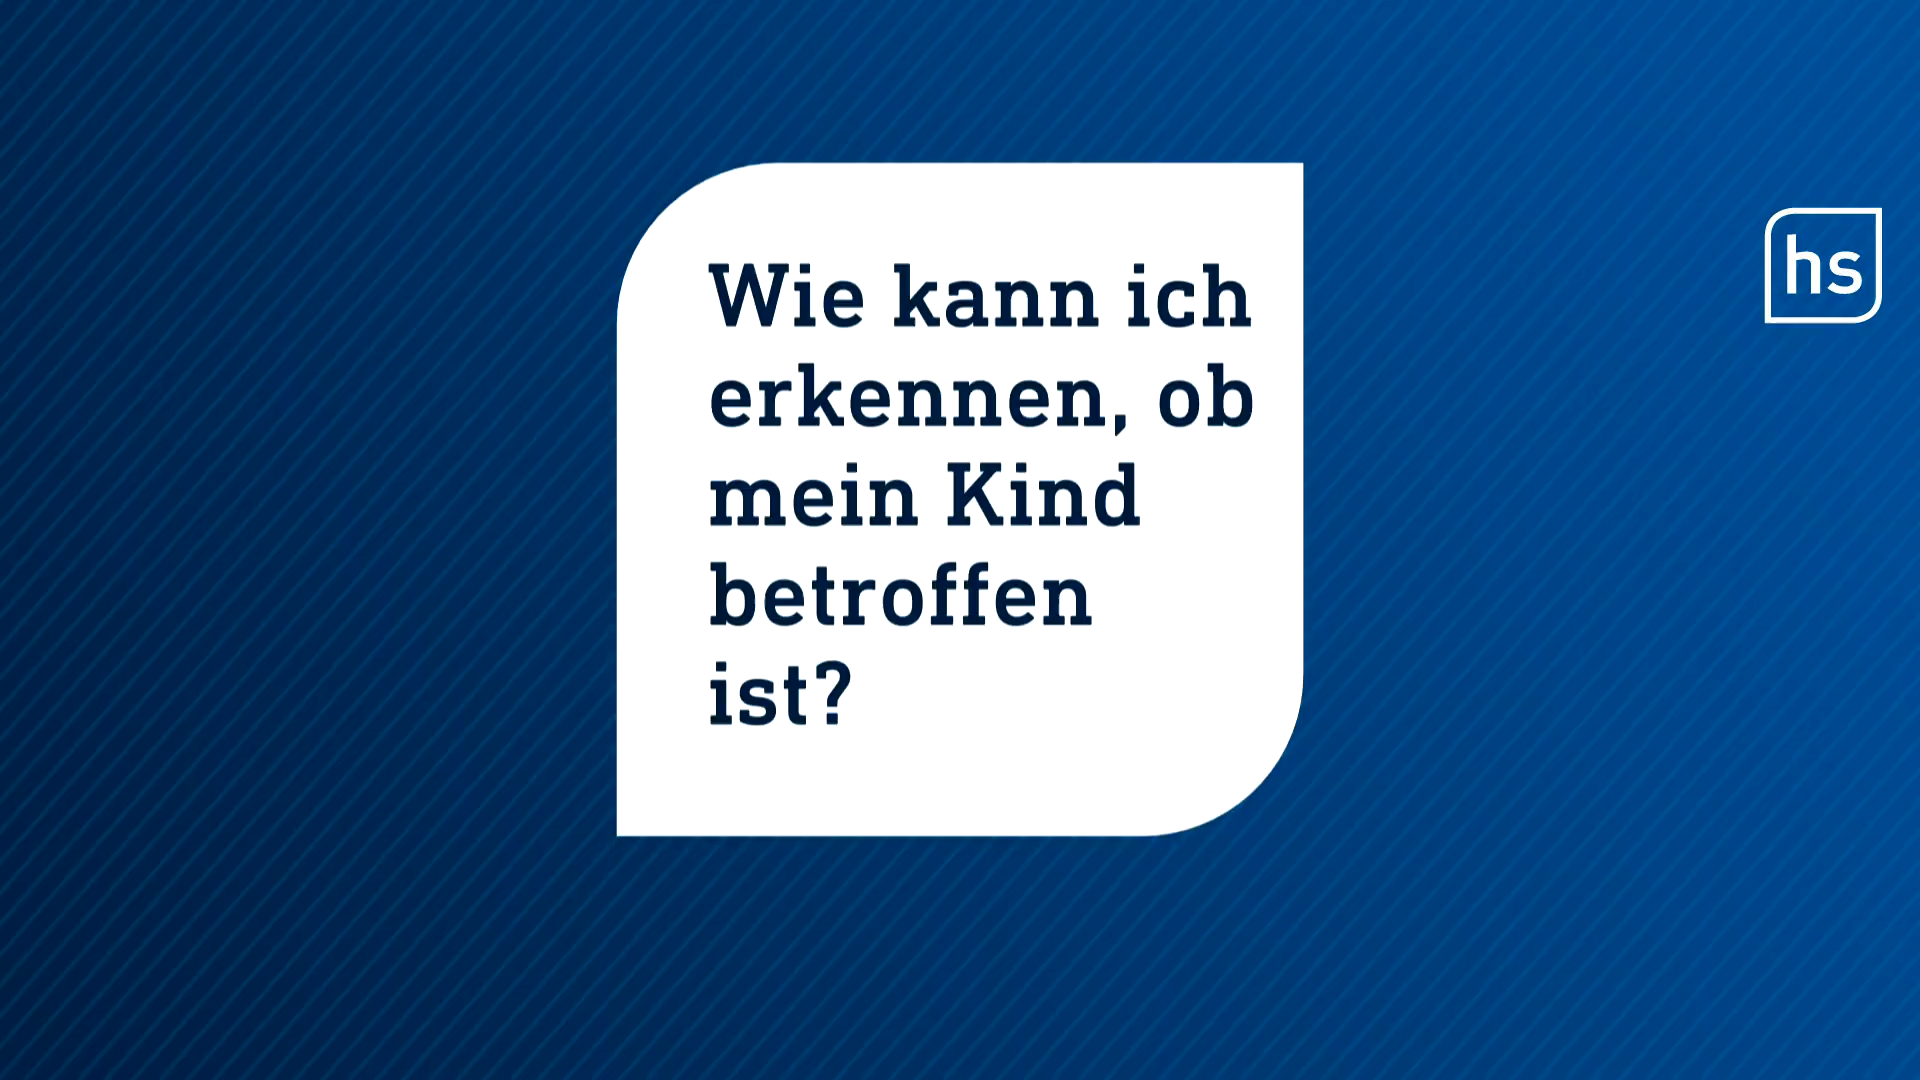 Wie kann ich
erkennen, ob
mein Kind
betroffen
ist?
hs